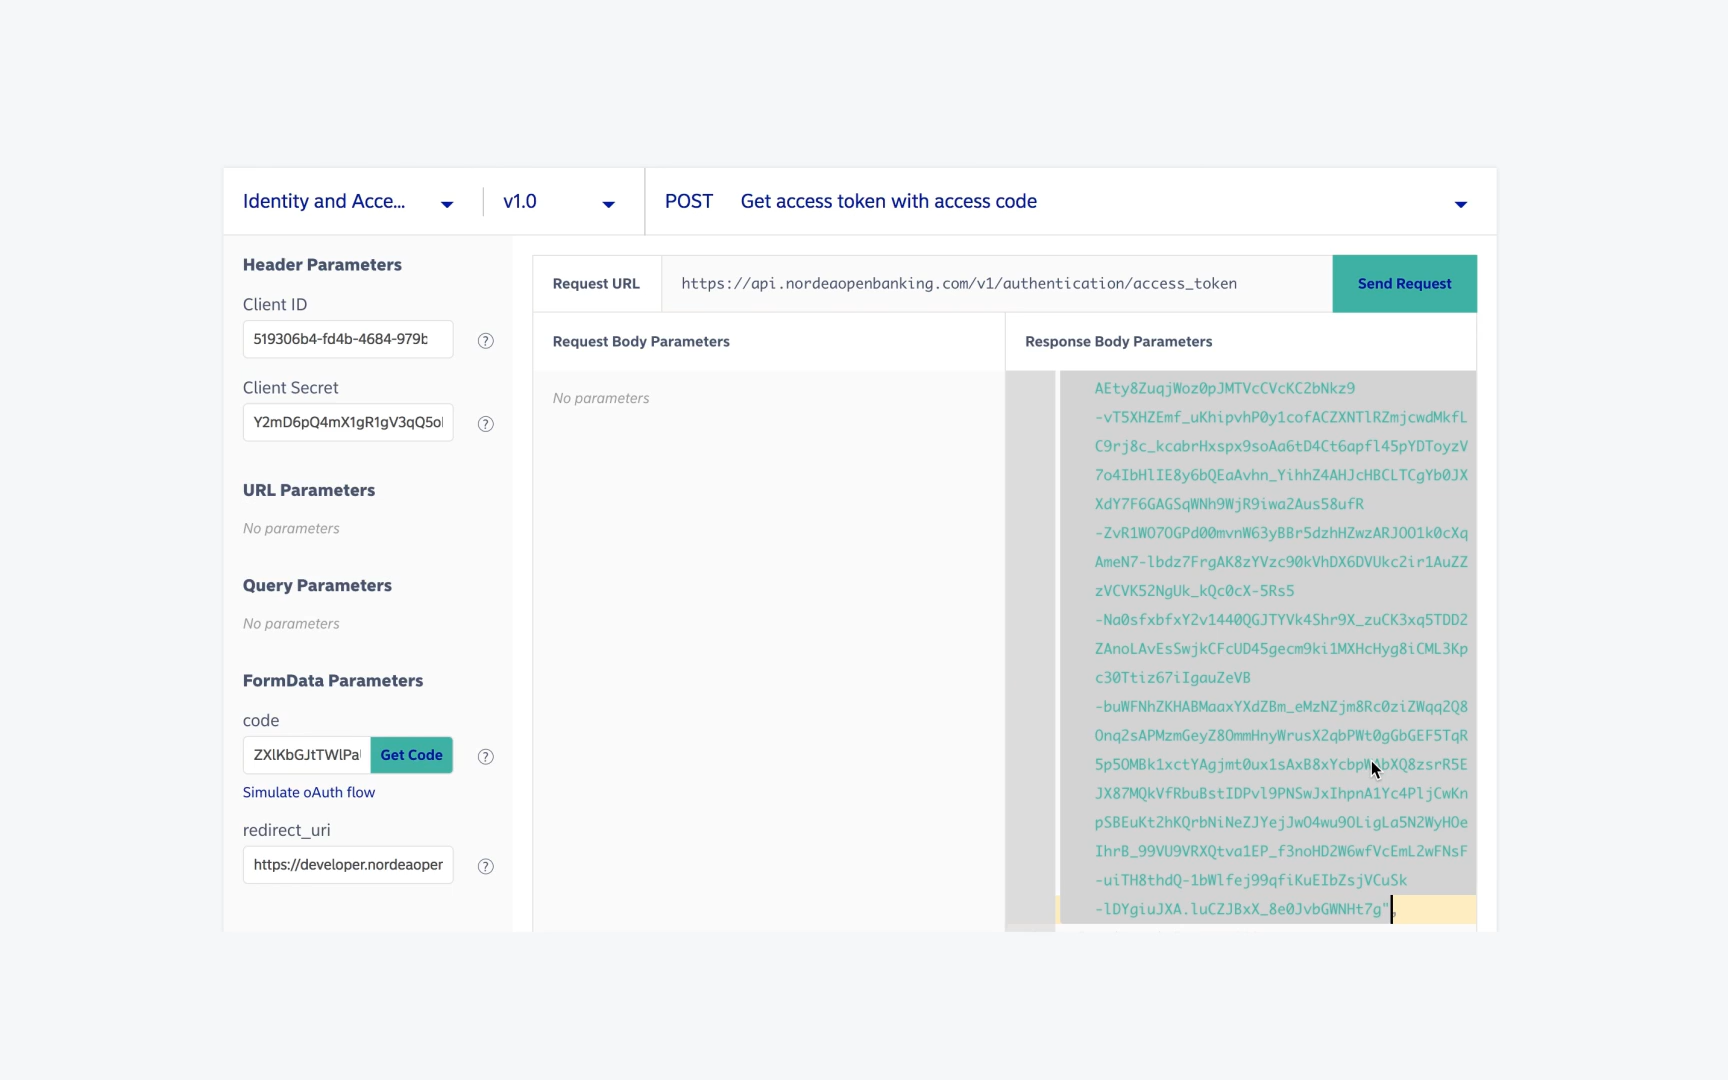 Identity and Acce...
v1.0
POST Get access token with access code
Header Parameters
Client ID
519306b4-fd4b-4684-979b
Client Secret
Y2mD6pQ4mX1gR1gV3qQ5ol
URL Parameters
No parameters
Query Parameters
No parameters
FormData Parameters
code
ZXlKbGJtTWlPa
Get Code
Simulate oAuth flow
redirect_uri
https://developer.nordeaoper
Request URL
https://api.nordeaopenbanking.com/v1/authentication/access_token
Send Request
Request Body Parameters
No parameters
Response Body Parameters
AEty8ZuqjWoz0pJMTVcCVcKC2bNkz9
-vT5XHZEmf_uKhipvhP0y1cofACZXNTlRZmjcwdMkfL
C9rj8c_kcabrHxspx9soAa6tD4Ct6apfl45pYDToyzV
7o4IbHlIE8y6bQEaAvhn_YihhZ4AHJcHBCLTCgYb0JX
XdY7F6GAGSqWNh9WjR9iwa2Aus58ufR
-ZvR1WO7OGPd00mvnW63yBBr5dzhHZwzARJOO1k0cXq
AmeN7-lbdz7FrgAK8zYVzc90kVhDX6DVUkc2ir1AuZZ
zVCVK52NgUk_kQc0cX-5Rs5
-Na0sfxbfxY2v1440QGJTYVk4Shr9X_zuCK3xq5TDD2
ZAnoLAvEsSwjkCFcUD45gecm9ki1MXHcHyg8iCML3Kp
c30Ttiz67iIgauZeVB
-buWFNhZKHABMaaxYXdZBm_eMzNZjm8Rc0ziZWqq2Q8
Onq2sAPMzmGeyZ8OmmHnyWrusX2qbPWt0gGbGEF5TqR
5p5OMBk1xctYAgjmt0ux1sAxB8xYcbpWAbXQ8zsrR5E
JX87MQkVfRbuBstIDPvl9PNSwJxIhpnA1Yc4PljCwKn
pSBEuKt2hKQrbNiNeZJYejJwO4wu9OLigLa5N2WyHOe
IhrB_99VU9VRXQtva1EP_f3noHD2W6wfVcEmL2wFNsF
-uiTH8thdQ-1bWlfej99qfiKuEIbZsjVCuSk
-lDYgiuJXA.luCZJBxX_8e0JvbGWNHt7g",